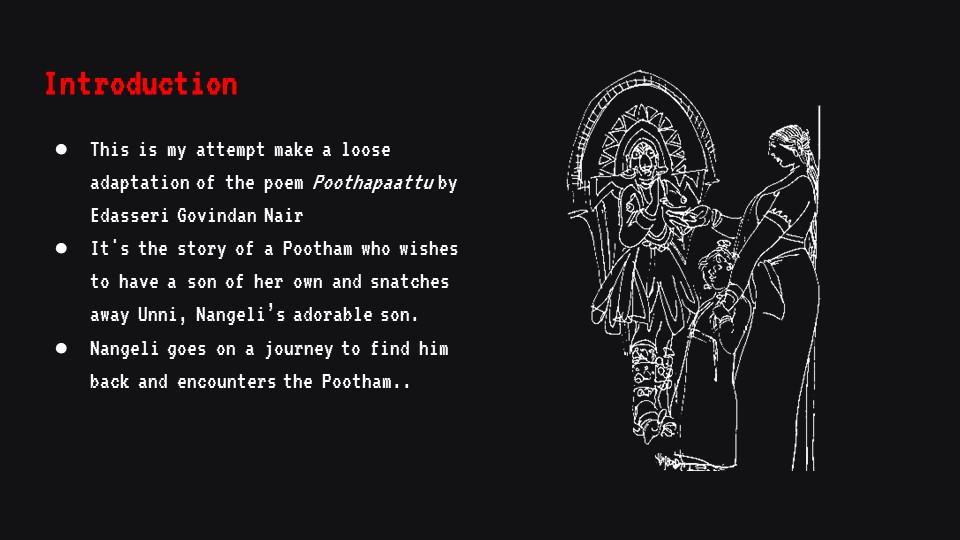 Introduction
● This is my attempt make a loose
adaptation of the poem Poothapaattu by
Edasseri Govindan Nair
● It's the story of a Pootham who wishes
to have a son of her own and snatches
away Unni, Nangeli’s adorable son.
● Nangeli goes on a journey to find him
back and encounters the Pootham..